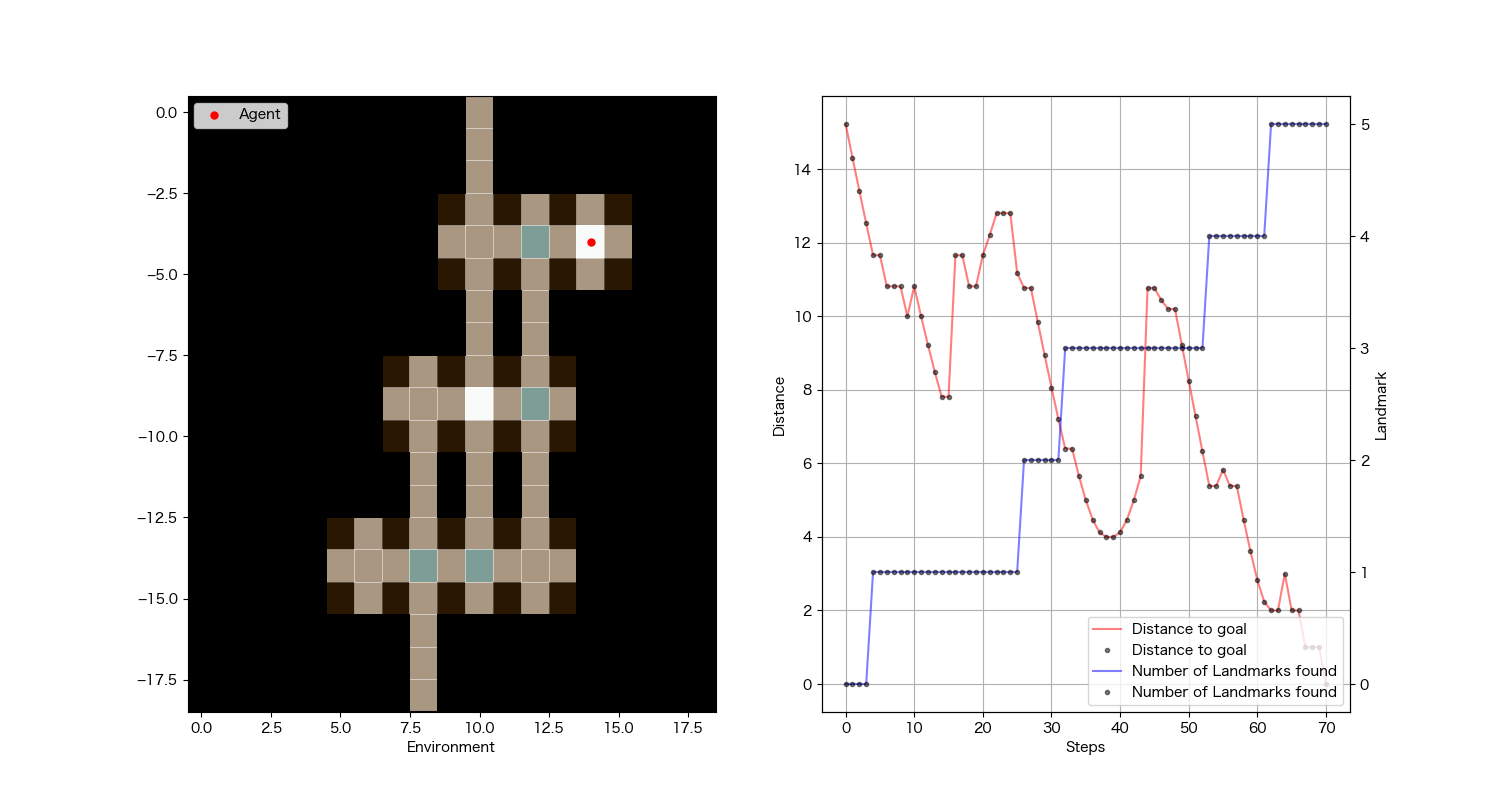 Agent
0.0
−2.5
−5.0
−7.5
−10.0
−12.5
−15.0
−17.5
0.0 2.5 5.0 7.5 10.0 12.5 15.0 17.5
Environment
Distance
14
12
10
8
6
4
2
0
0 10 20 30 40 50 60 70
Steps
5
4
3
2
1
0
Landmark
Distance to goal
Distance to goal
Number of Landmarks found
Number of Landmarks found